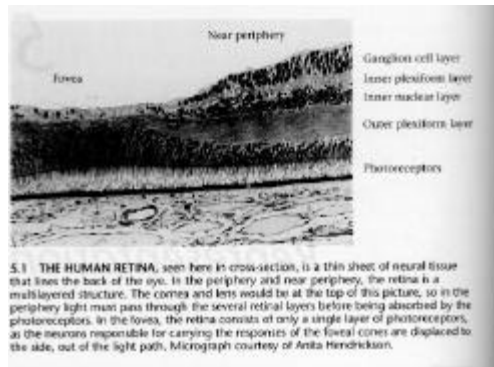 Near periphery
Fovea
Ganglion cell layer
Inner plexiform layer
Inner nuclear layer
Outer plexiform layer
Photoreceptors
5.1 THE HUMAN RETINA, seen here in cross-section, is a thin sheet of neural tissue
that lines the back of the eye. In the periphery and near periphery, the retina is a
multilayered structure. The cornea and lens would be at the top of this picture, so in the
periphery light must pass through the several retinal layers before being absorbed by the
photoreceptors. In the fovea, the retina consists of only a single layer of photoreceptors,
as the neurons responsible for carrying the responses of the foveal cones are displaced to
the side, out of the light path. Micrograph courtesy of Anita Hendrickson.